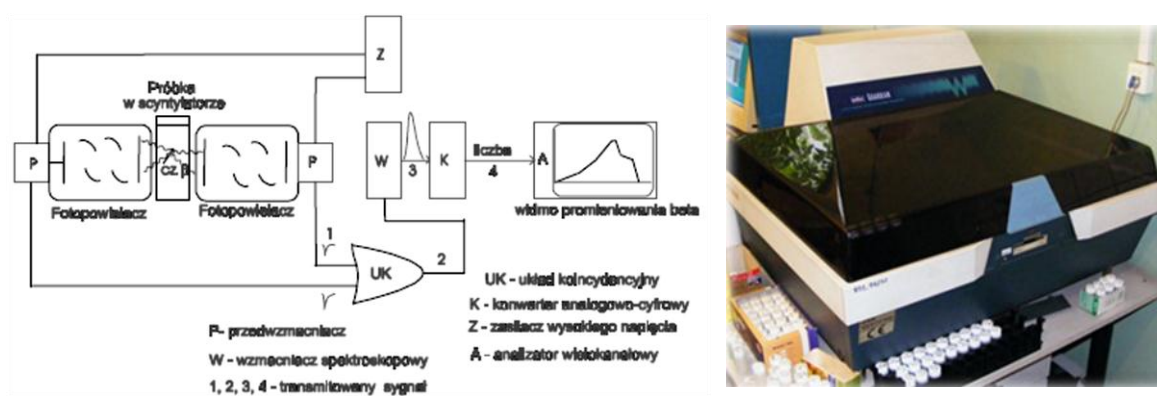 Z
Próbka
w scyntylatorze
P
cz. β
P
W
3
K
liczba
4
A
Fotopowielacz
Fotopowielacz
widmo promieniowania beta
1
UK
2
UK - układ koincydencyjny
K - konwerter analogowo-cyfrowy
P- przedwzmacniacz
Z - zasilacz wysokiego napięcia
W - wzmacniacz spektroskopowy
A - analizator wielokanałowy
1, 2, 3, 4 - transmitowany sygnał